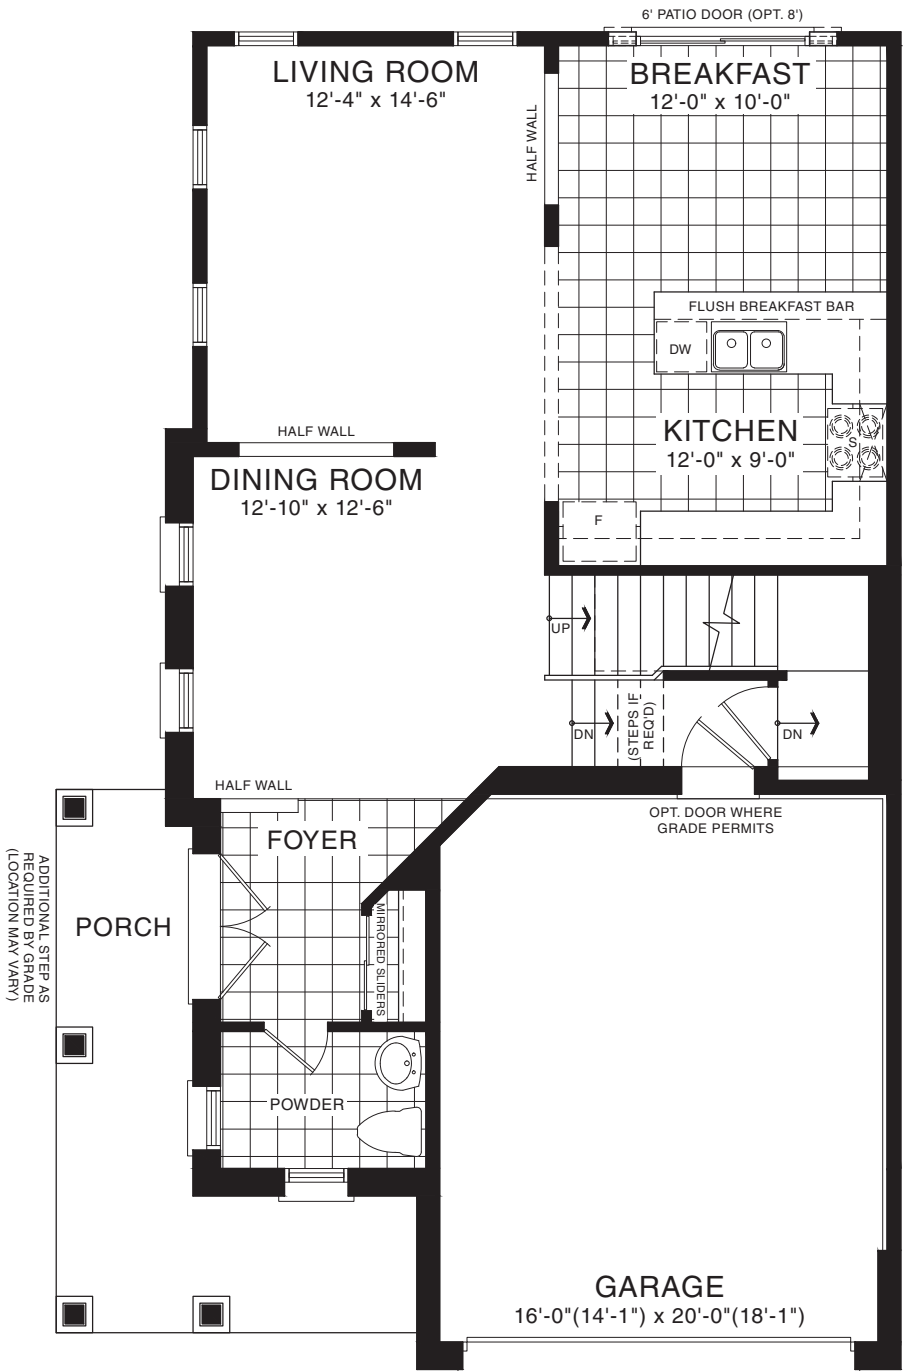 6' PATIO DOOR (OPT. 8')
LIVING ROOM
12'-4" x 14'-6"
BREAKFAST
12'-0" x 10'-0"
HALF WALL
FLUSH BREAKFAST BAR
DW
KITCHEN
12'-0" x 9'-0"
S
HALF WALL
DINING ROOM
12'-10" x 12'-6"
F
UP
DN
(STEPS IF
REQ'D)
DN
HALF WALL
OPT. DOOR WHERE
GRADE PERMITS
FOYER
PORCH
ADDITIONAL STEP AS
REQUIRED BY GRADE
(LOCATION MAY VARY)
MIRRORED SLIDERS
POWDER
GARAGE
16'-0"(14'-1") x 20'-0"(18'-1")